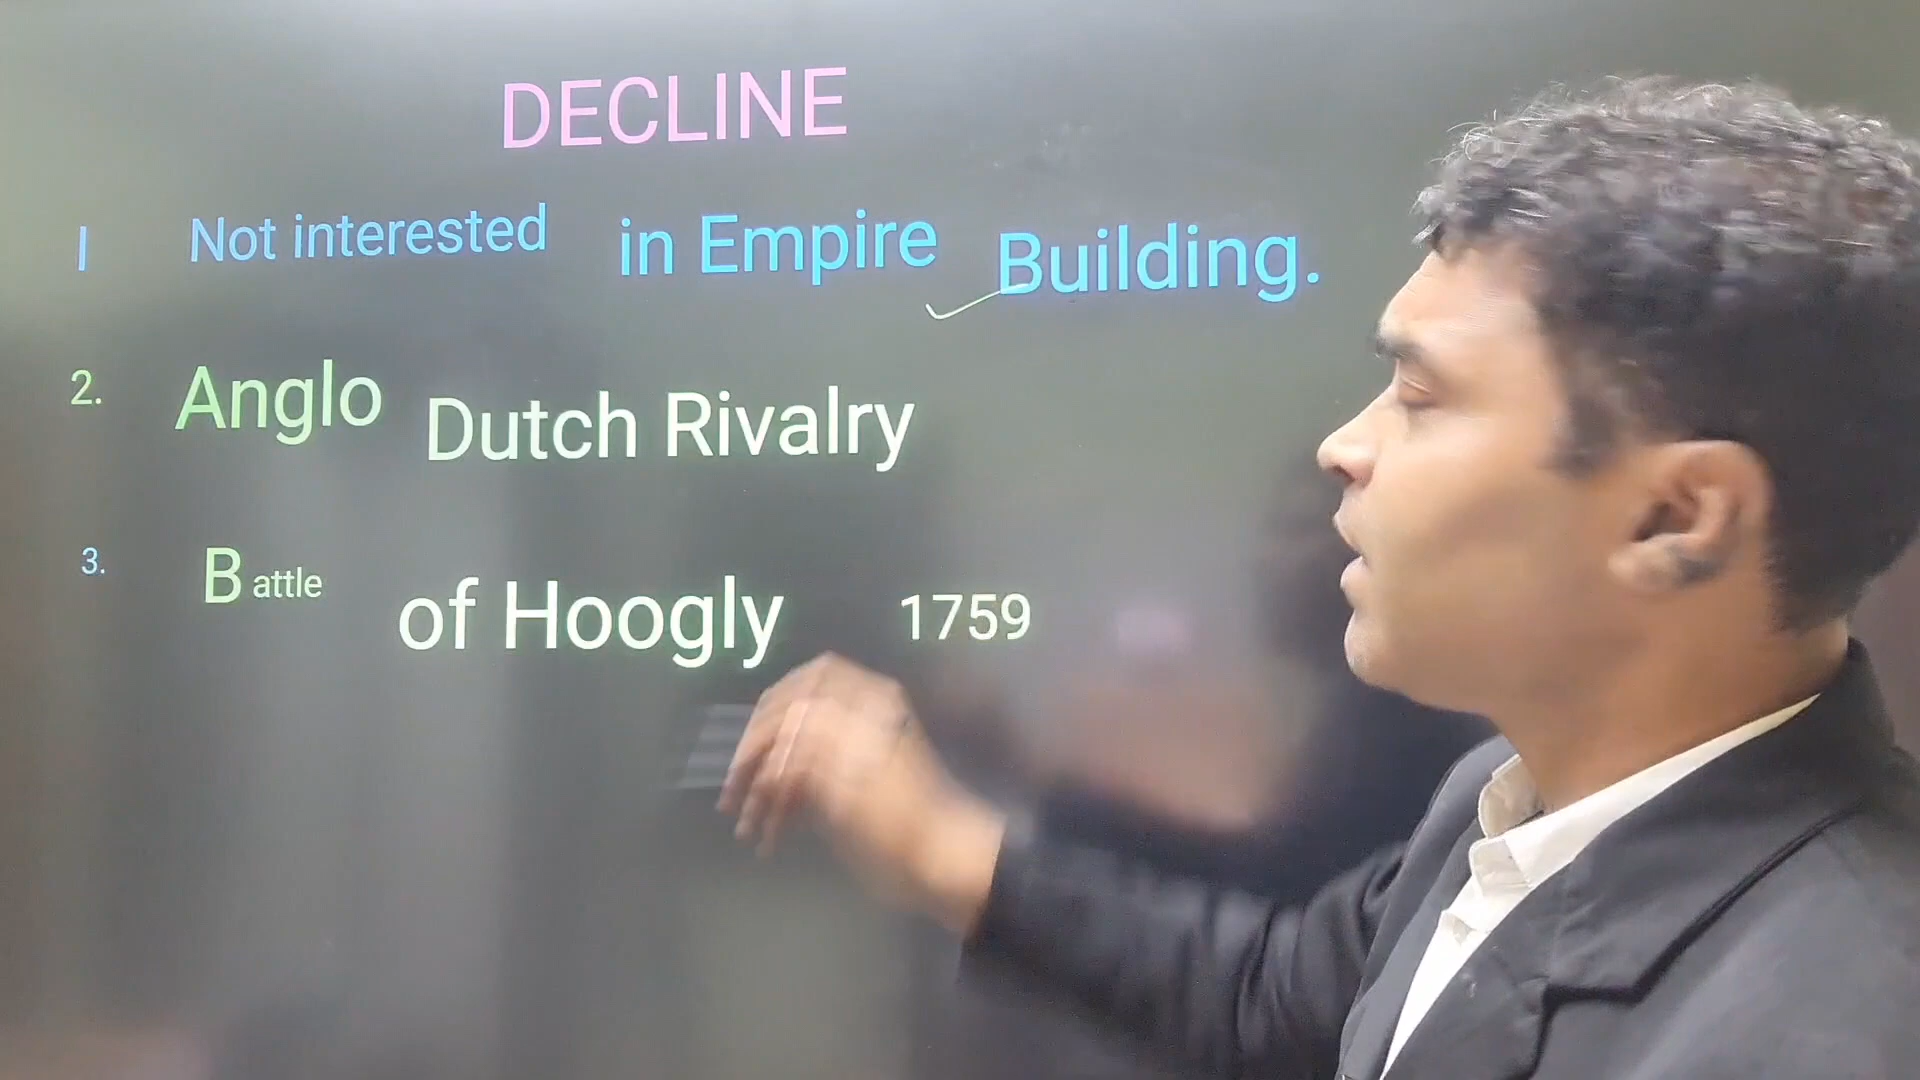 DECLINE
I Not interested in Empire Building.
2. Anglo Dutch Rivalry
3. Battle of Hoogly 1759